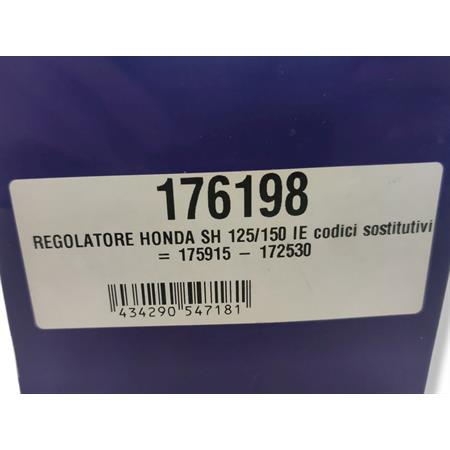 176198
REGOLATORE HONDA SH 125/150 IE codici sostitutivi
= 175915 – 172530
434290 547181